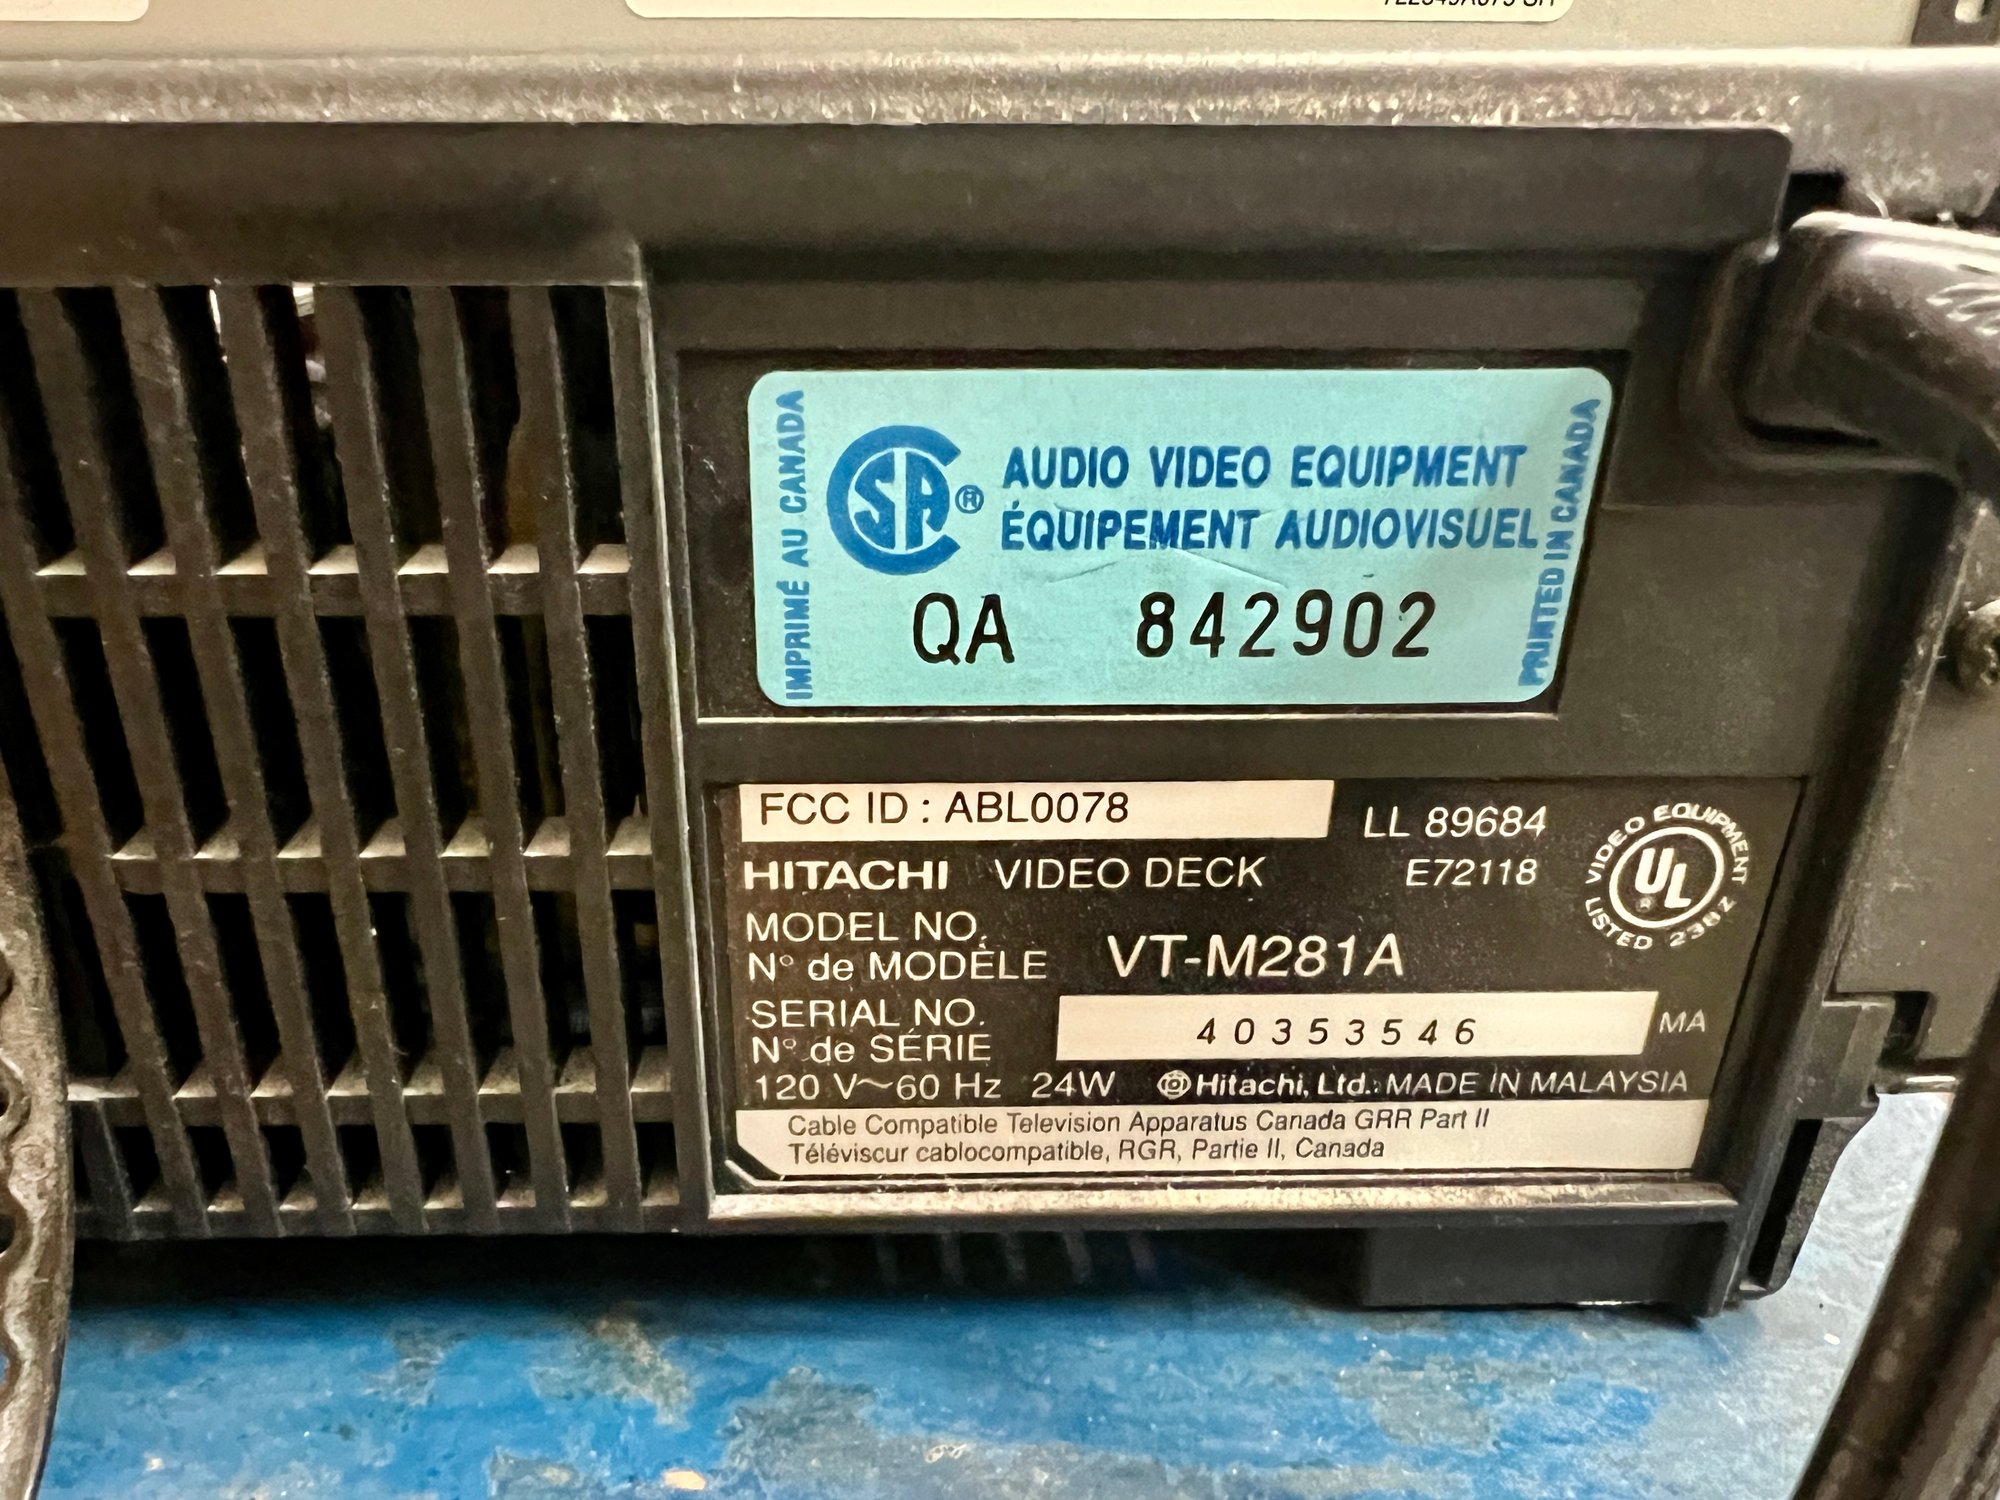 IMPRIMÉ AU CANADA
CSA®
AUDIO VIDEO EQUIPMENT
ÉQUIPEMENT AUDIOVISUEL
QA 842902
PRINTED IN CANADA
FCC ID : ABL0078
LL 89684
HITACHI VIDEO DECK
E72118
VIDEO EQUIPMENT
UL®
LISTED 238Z
MODEL NO.
N° de MODÈLE
VT-M281A
SERIAL NO.
N° de SÉRIE
40353546
MA
120 V~60 Hz 24W Hitachi, Ltd. MADE IN MALAYSIA
Cable Compatible Television Apparatus Canada GRR Part II
Téléviscur cablocompatible, RGR, Partie II, Canada